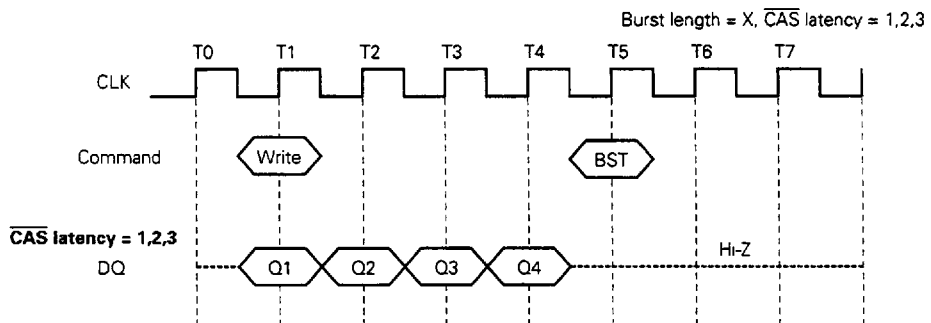 Burst length = X, CAS latency = 1,2,3
T0 T1 T2 T3 T4 T5 T6 T7
CLK
Command Write BST
CAS latency = 1,2,3
DQ Q1 Q2 Q3 Q4 Hi-Z